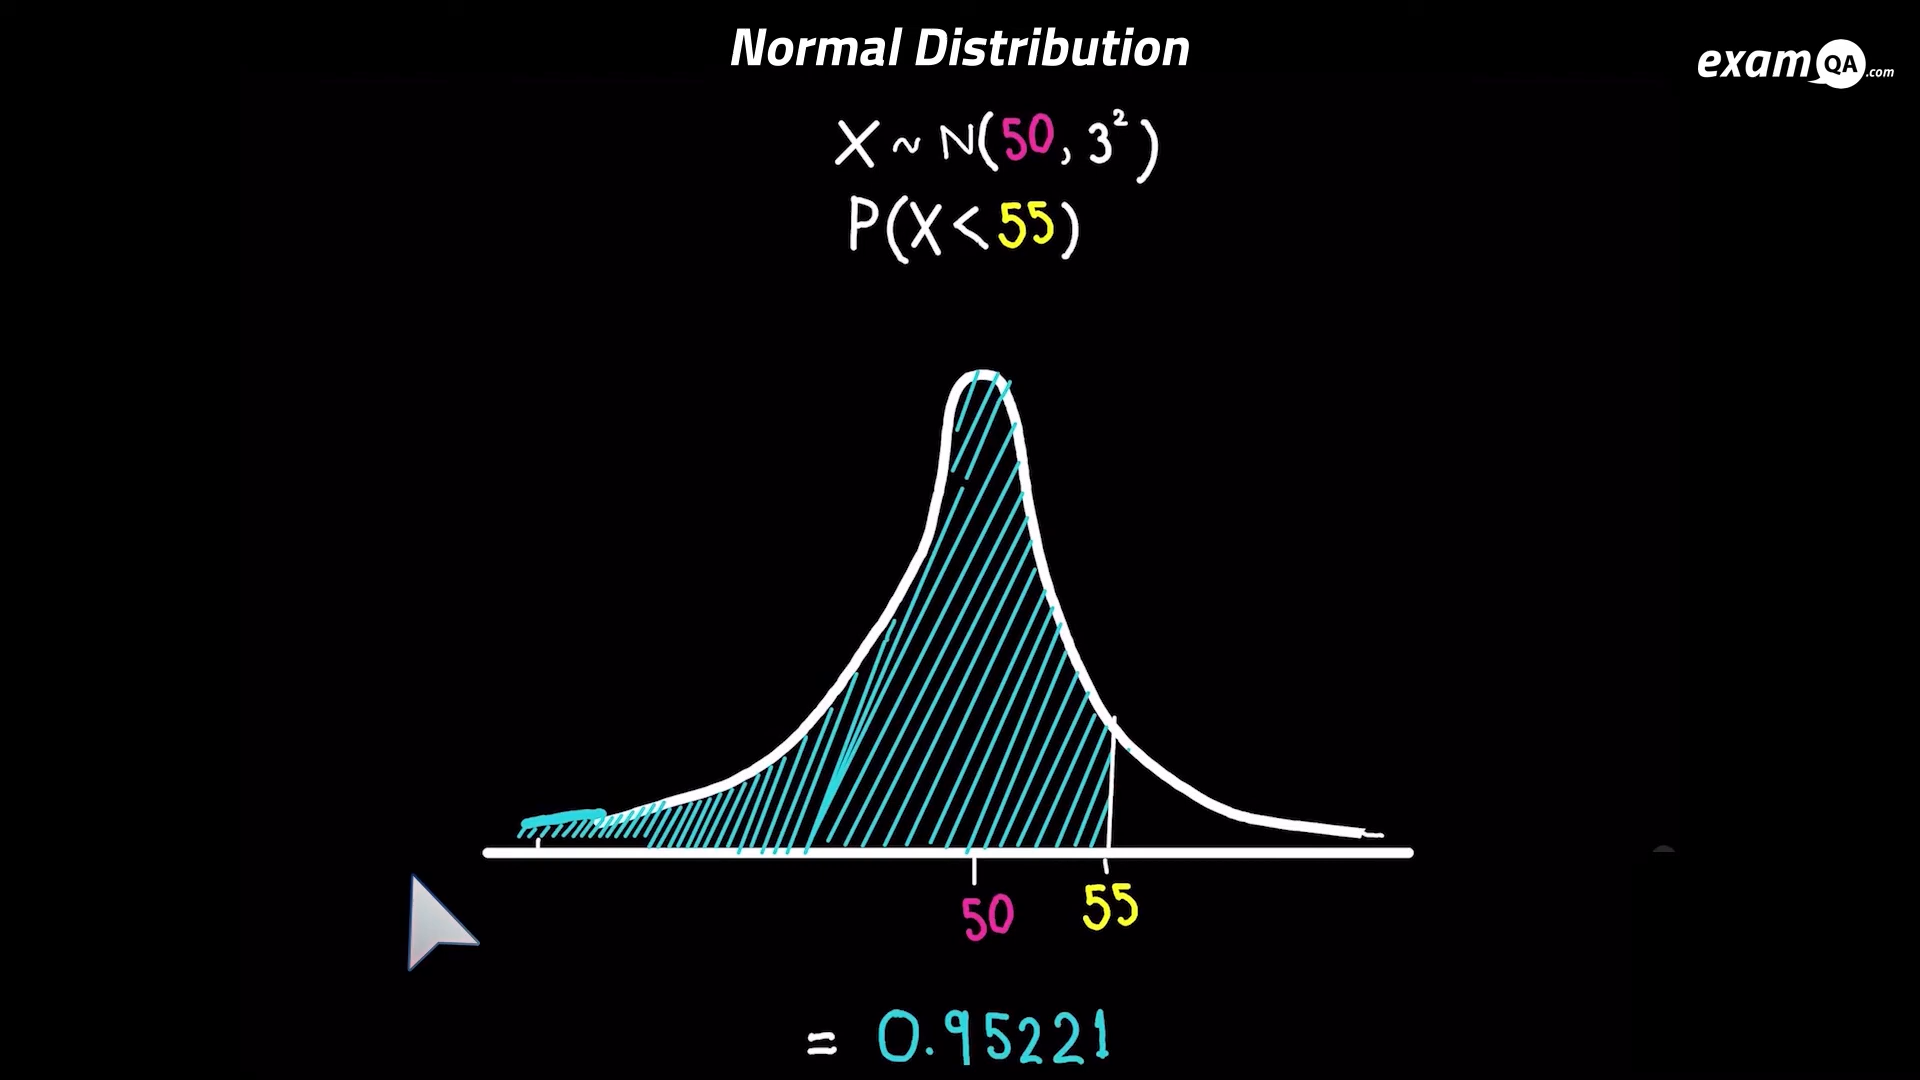 Normal Distribution
examQA.com
X ~ N(50, 3²)
P(X < 55)
50 55
= 0.95221